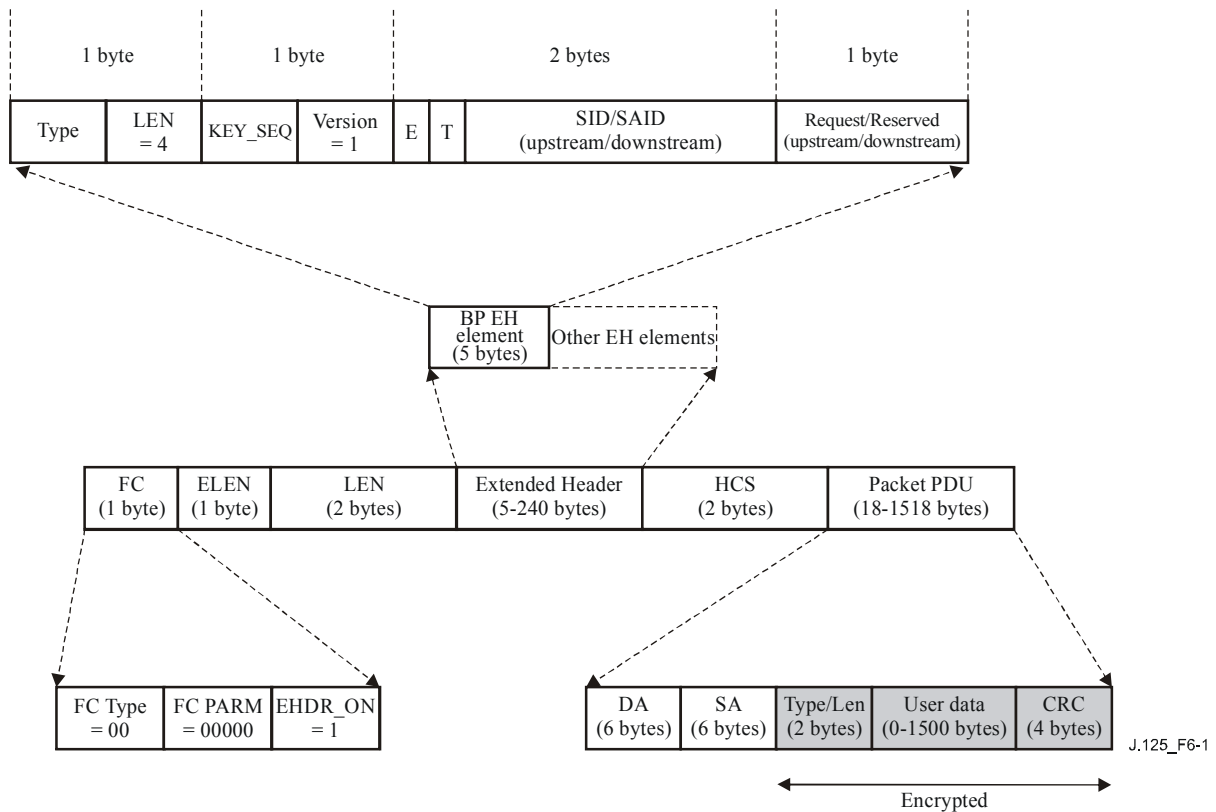 1 byte
1 byte
2 bytes
1 byte
Type
LEN
= 4
KEY_SEQ
Version
= 1
E
T
SID/SAID
(upstream/downstream)
Request/Reserved
(upstream/downstream)
BP EH
element
(5 bytes)
Other EH elements
FC
(1 byte)
ELEN
(1 byte)
LEN
(2 bytes)
Extended Header
(5-240 bytes)
HCS
(2 bytes)
Packet PDU
(18-1518 bytes)
FC Type
= 00
FC PARM
= 00000
EHDR_ON
= 1
DA
(6 bytes)
SA
(6 bytes)
Type/Len
(2 bytes)
User data
(0-1500 bytes)
CRC
(4 bytes)
J.125_F6-1
Encrypted